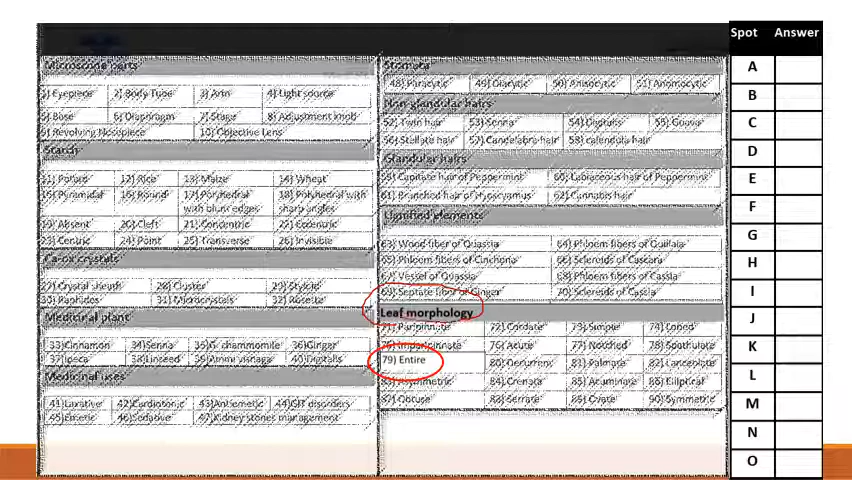 Spot Answer
Microscope parts
1) Eyepiece 2) Body Tube 3) Arm 4) Light source
5) Base 6) Diaphragm 7) Stage 8) Adjustment knob
9) Revolving Nosepiece 10) Objective Lens
Starch
11) Potato 12) Rice 13) Maize 14) Wheat
15) Pyramidal 16) Round 17) Polyhedral with blunt edges 18) Polyhedral with sharp angles
19) Absent 20) Cleft 21) Concentric 22) Eccentric
23) Centric 24) Point 25) Transverse 26) Invisible
Ca-ox crystals
27) Crystal sheath 28) Cluster 29) Styloid
30) Raphides 31) Microcrystals 32) Rosette
Medicinal plant
33)Cinnamon 34)Senna 35)G. chammomile 36)Ginger
37)Ipeca 38)Linseed 39)Ammi visnaga 40)Digitalis
Medicinal uses
41)Laxative 42)Cardiotonic 43)Antiemetic 44)GIT disorders
45)Emetic 46)Sedative 47)Kidney stones management
Stomata
48) Paracytic 49) Diacytic 50) Anisocytic 51) Anomocytic
Non-glandular hairs
52) Twin hair 53) Senna 54) Digitalis 55) Guava
56) Stellate hair 57) Candelabra hair 58) calendula hair
Glandular hairs
59) Capitate hair of Peppermint 60) Labiaceous hair of Peppermint
61) Branched hair of Hyoscyamus 62) Cannabis hair
Lignified elements
63) Wood fiber of Quassia 64) Phloem fibers of Quillaia
65) Phloem fibers of Cinchona 66) Sclereids of Cascara
67) Vessel of Quassia 68) Phloem fibers of Cassia
69) Septate fiber of Ginger 70) Sclereids of Cassia
Leaf morphology
71) Paripinnate 72) Cordate 73) Simple 74) Lobed
75) Imparipinnate 76) Acute 77) Notched 78) Spathulate
79) Entire 80) Decurrent 81) Palmate 82) Lanceolate
83) Asymmetric 84) Crenate 85) Acuminate 86) Elliptical
87) Obtuse 88) Serrate 89) Ovate 90) Symmetric
A
B
C
D
E
F
G
H
I
J
K
L
M
N
O